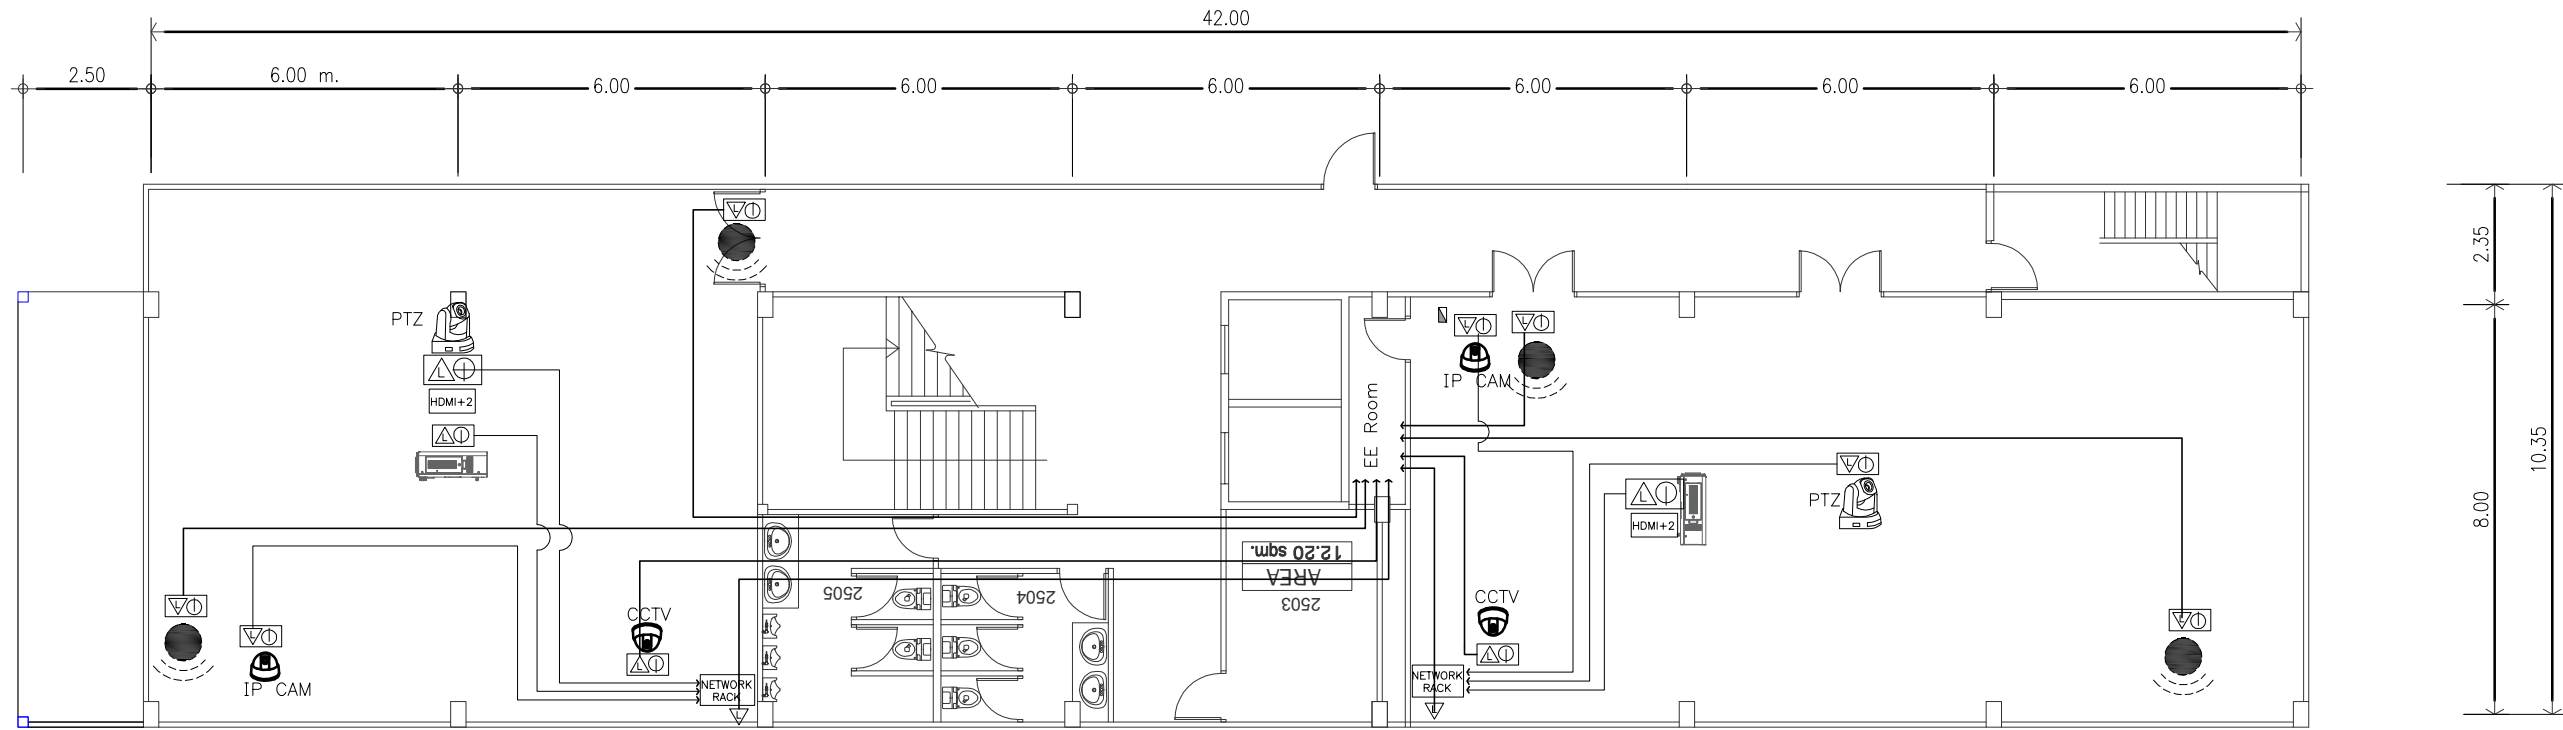 42.00
2.50
6.00 m.
6.00
6.00
6.00
6.00
6.00
6.00
2.35
8.00
10.35
L
L
L
PTZ
L
HDMI+2
L
IP CAM
EE Room
L
PTZ
L
HDMI+2
L
L
IP CAM
CCTV
L
NETWORK
RACK
L
2505
2504
12.20 sqm.
AREA
2503
CCTV
L
NETWORK
RACK
L
L